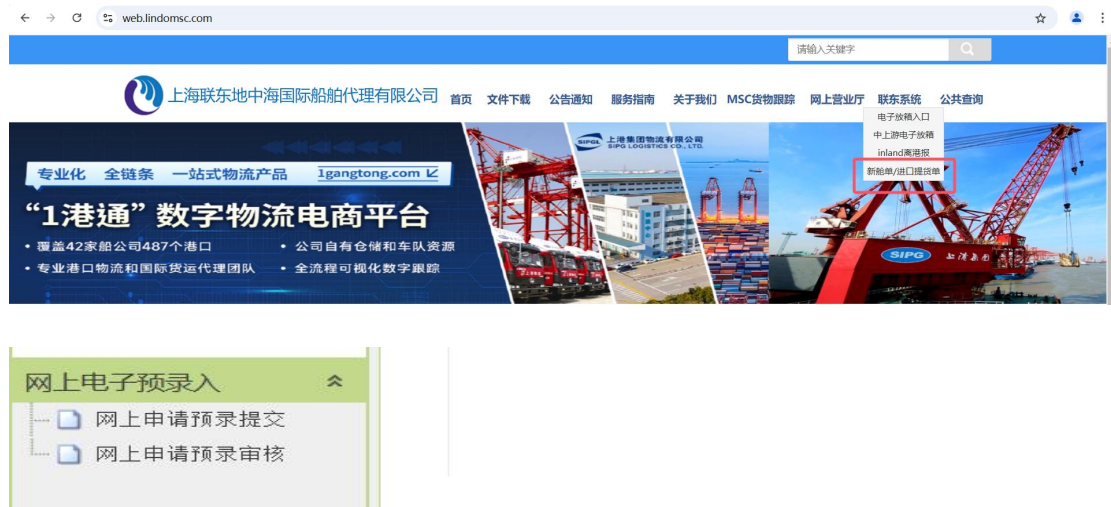 web.lindomsc.com
请输入关键字
上海联东地中海国际船舶代理有限公司 首页 文件下载 公告通知 服务指南 关于我们 MSC货物跟踪 网上营业厅 联东系统 公共查询
电子放箱入口
中上游电子放箱
inland离港报
新舱单/进口提货单
SIPGL 上港集团物流有限公司
SIPG LOGISTICS CO., LTD.
专业化 全链条 一站式物流产品 1gangtong.com
“1港通”数字物流电商平台
• 覆盖42家船公司487个港口 • 公司自有仓储和车队资源
• 专业港口物流和国际货运代理团队 • 全流程可视化数字跟踪
SIPG 上港集团
网上电子预录入
网上申请预录提交
网上申请预录审核